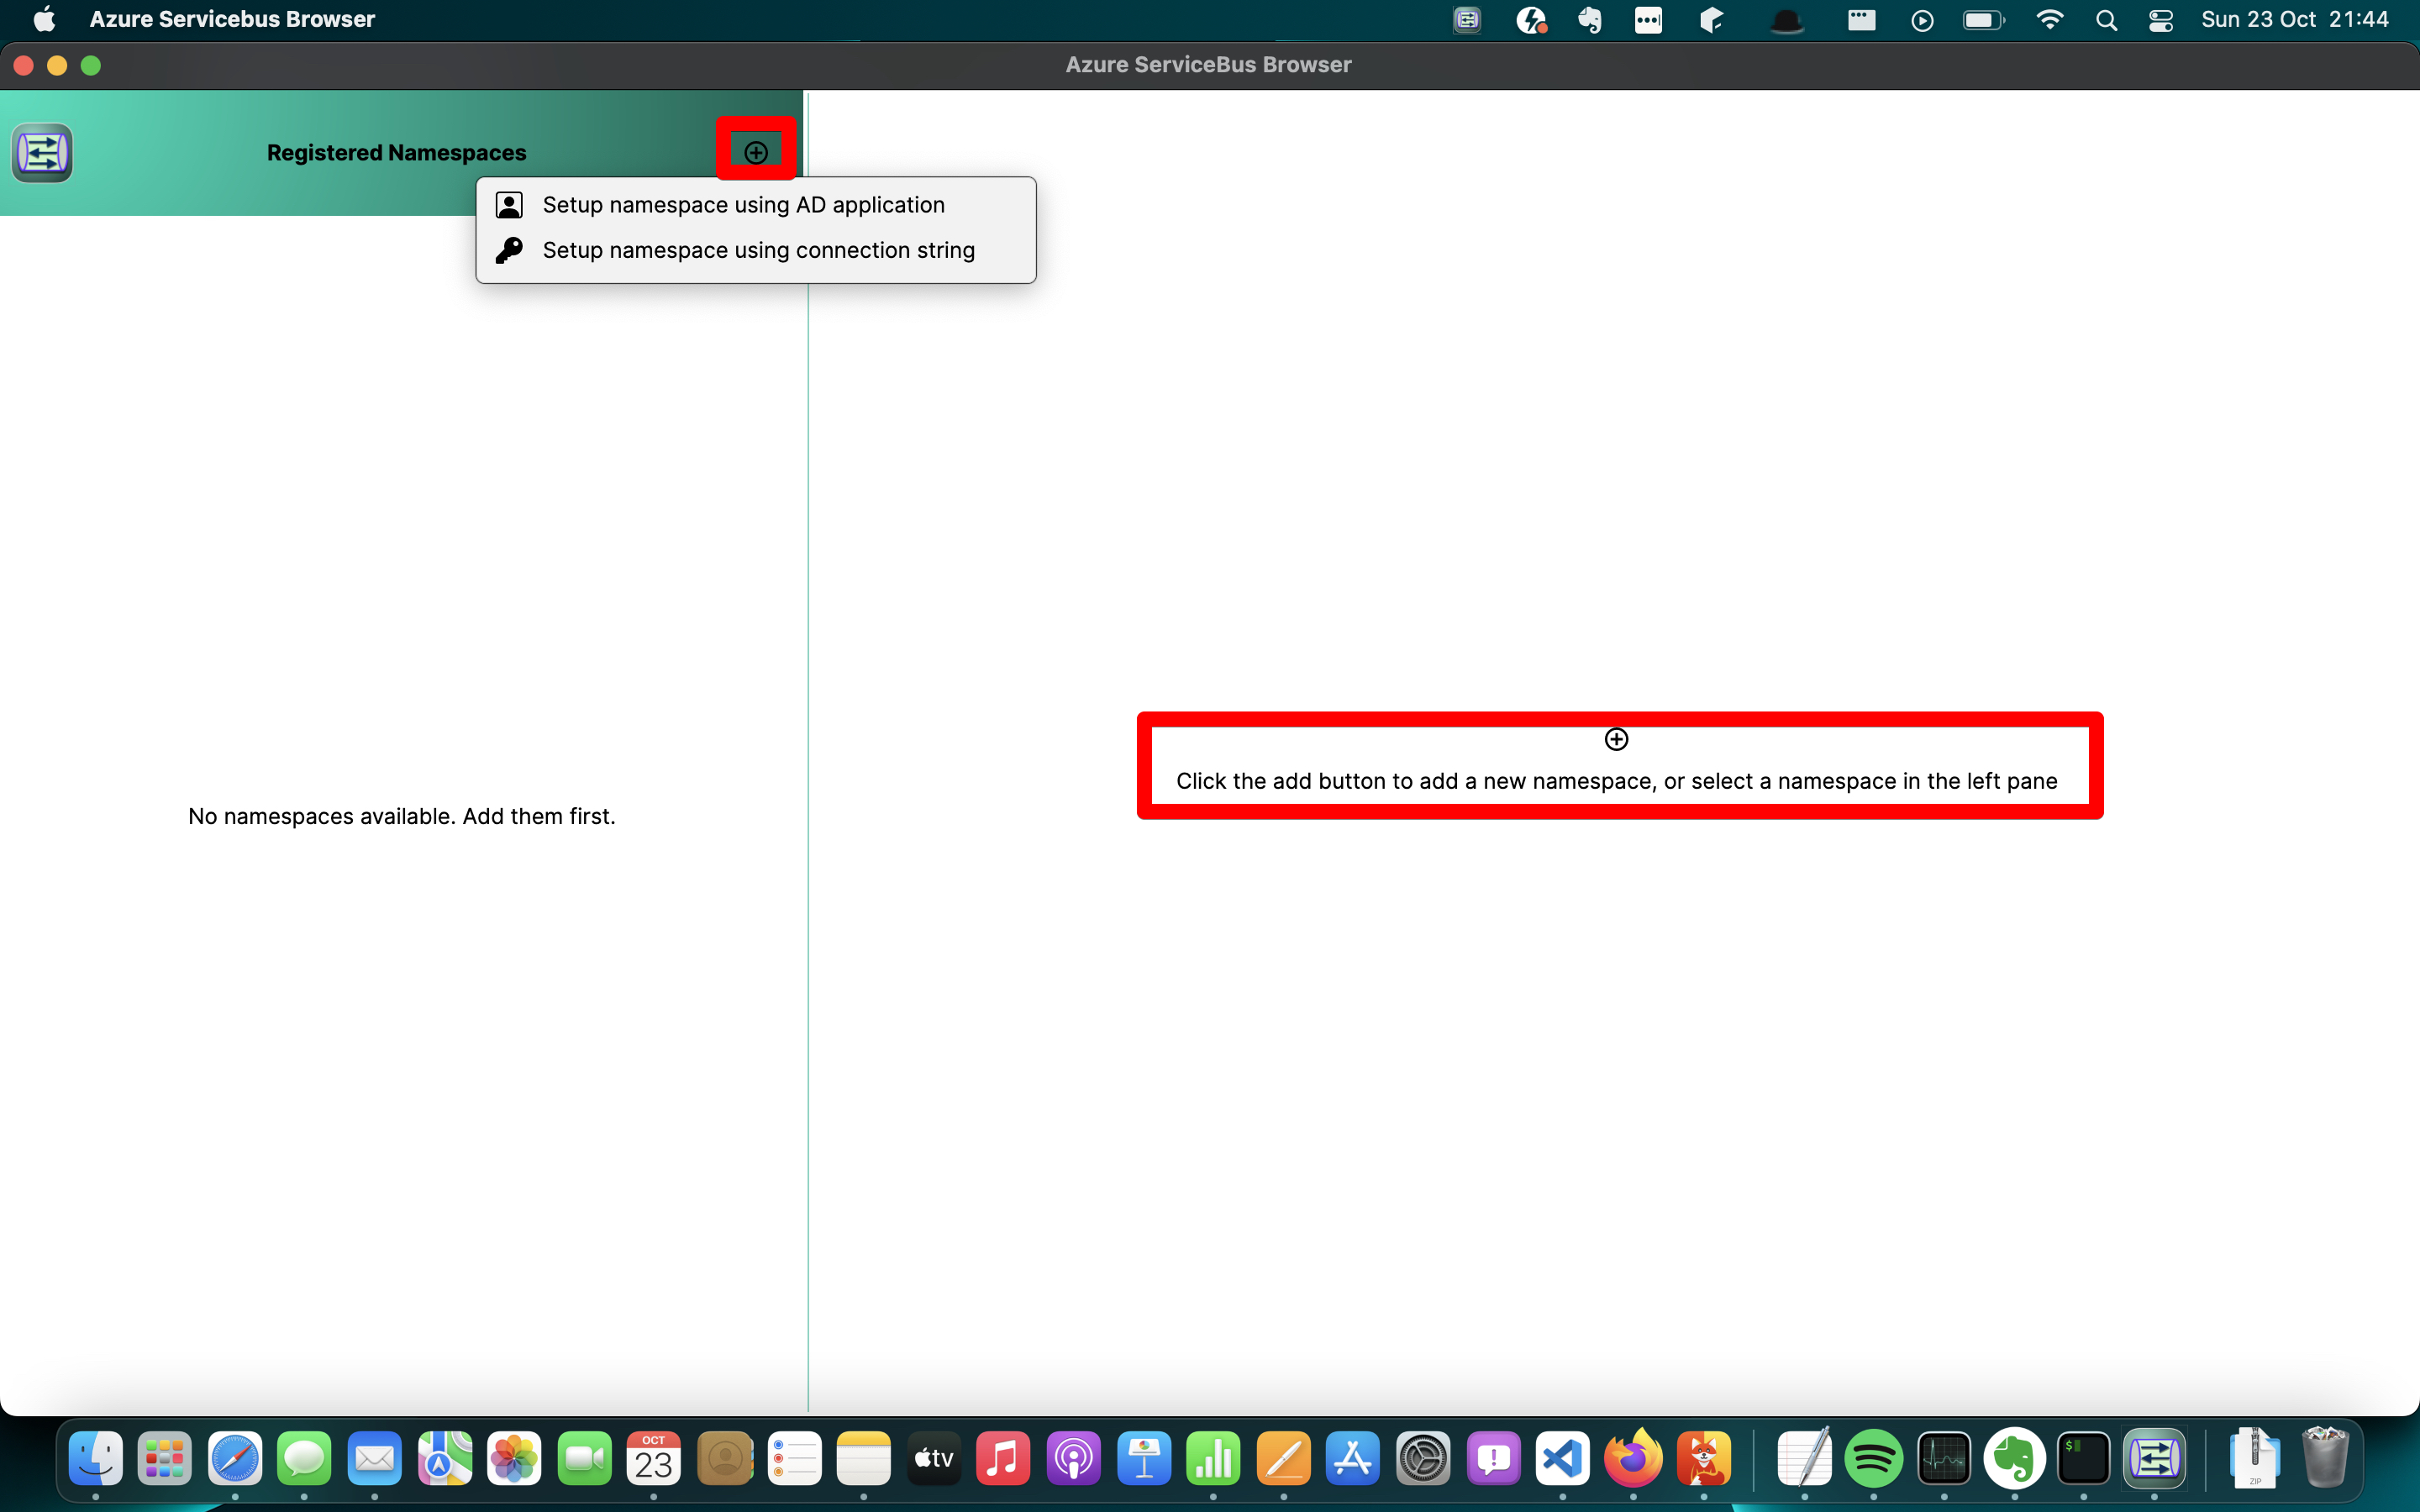 Azure Servicebus Browser
Sun 23 Oct 21:44
Azure ServiceBus Browser
Registered Namespaces
Setup namespace using AD application
Setup namespace using connection string
No namespaces available. Add them first.
Click the add button to add a new namespace, or select a namespace in the left pane
OCT
23
tv
$
ZIP